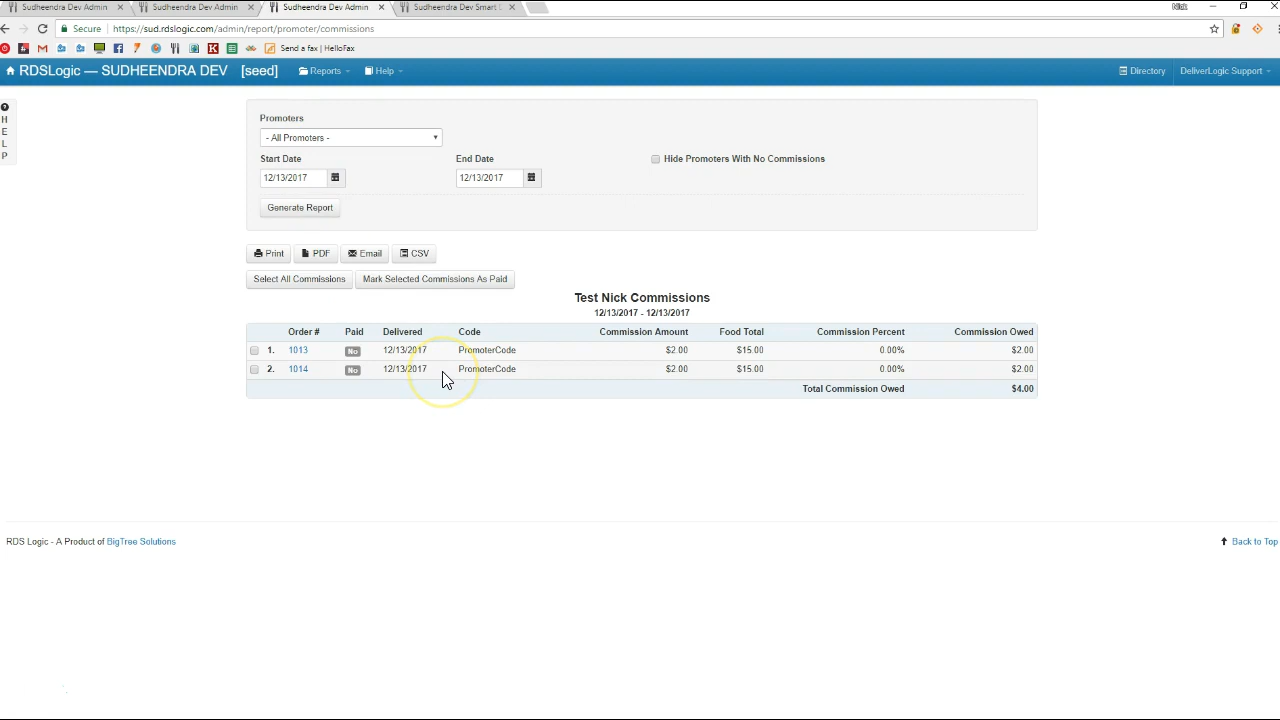 Sudheendra Dev Admin
Sudheendra Dev Admin
Sudheendra Dev Admin
Sudheendra Dev Smart
Nick
Secure
https://sud.rdslogic.com/admin/report/promoter/commissions
Send a fax | HelloFax
RDSLogic — SUDHEENDRA DEV [seed]
Reports
Help
Directory
DeliverLogic Support
H
E
L
P
Promoters
- All Promoters -
Start Date
End Date
Hide Promoters With No Commissions
12/13/2017
12/13/2017
Generate Report
Print
PDF
Email
CSV
Select All Commissions
Mark Selected Commissions As Paid
Test Nick Commissions
12/13/2017 - 12/13/2017
Order # Paid Delivered Code Commission Amount Food Total Commission Percent Commission Owed
1. 1013 No 12/13/2017 PromoterCode $2.00 $15.00 0.00% $2.00
2. 1014 No 12/13/2017 PromoterCode $2.00 $15.00 0.00% $2.00
Total Commission Owed $4.00
RDS Logic - A Product of BigTree Solutions
Back to Top